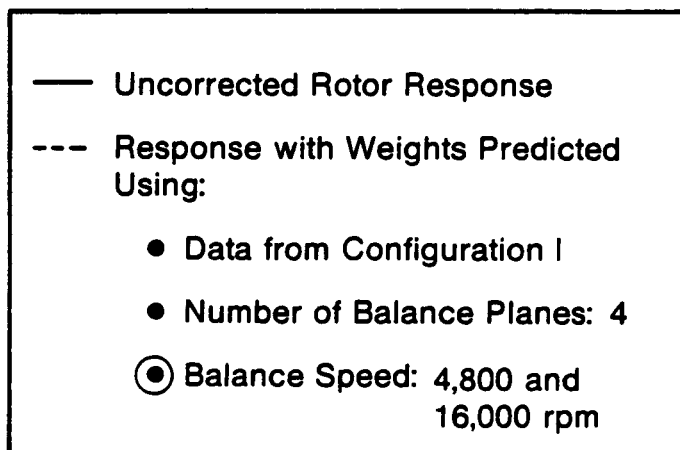 Uncorrected Rotor Response
Response with Weights Predicted
Using:
● Data from Configuration I
● Number of Balance Planes: 4
Balance Speed: 4,800 and
16,000 rpm